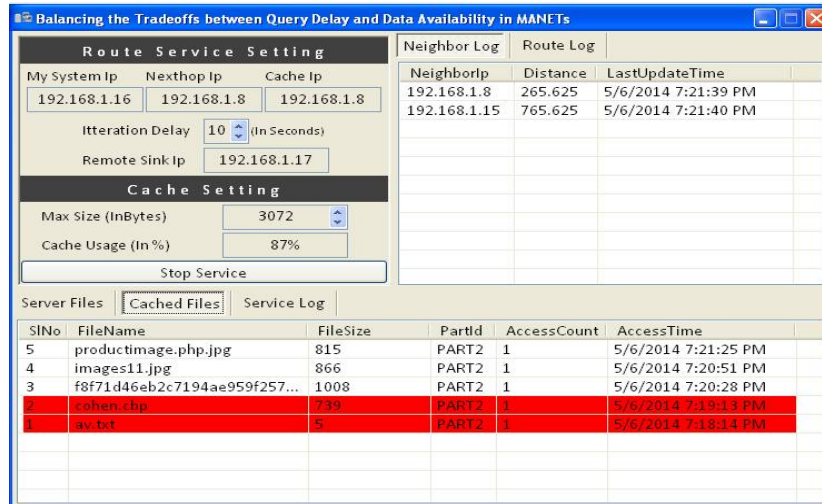 Balancing the Tradeoffs between Query Delay and Data Availability in MANETs
Route Service Setting
My System Ip Nexthop Ip Cache Ip
192.168.1.16 192.168.1.8 192.168.1.8
Itteration Delay 10 (In Seconds)
Remote Sink Ip 192.168.1.17
Cache Setting
Max Size (InBytes) 3072
Cache Usage (In %) 87%
Stop Service
Neighbor Log Route Log
NeighborIp Distance LastUpdateTime
192.168.1.8 265.625 5/6/2014 7:21:39 PM
192.168.1.15 765.625 5/6/2014 7:21:40 PM
Server Files Cached Files Service Log
SlNo FileName FileSize PartId AccessCount AccessTime
5 productimage.php.jpg 815 PART2 1 5/6/2014 7:21:25 PM
4 images11.jpg 866 PART2 1 5/6/2014 7:20:51 PM
3 f8f71d46eb2c7194ae959f257... 1008 PART2 1 5/6/2014 7:20:28 PM
2 cohen.cbp 739 PART2 1 5/6/2014 7:19:13 PM
1 av.txt 5 PART2 1 5/6/2014 7:18:14 PM